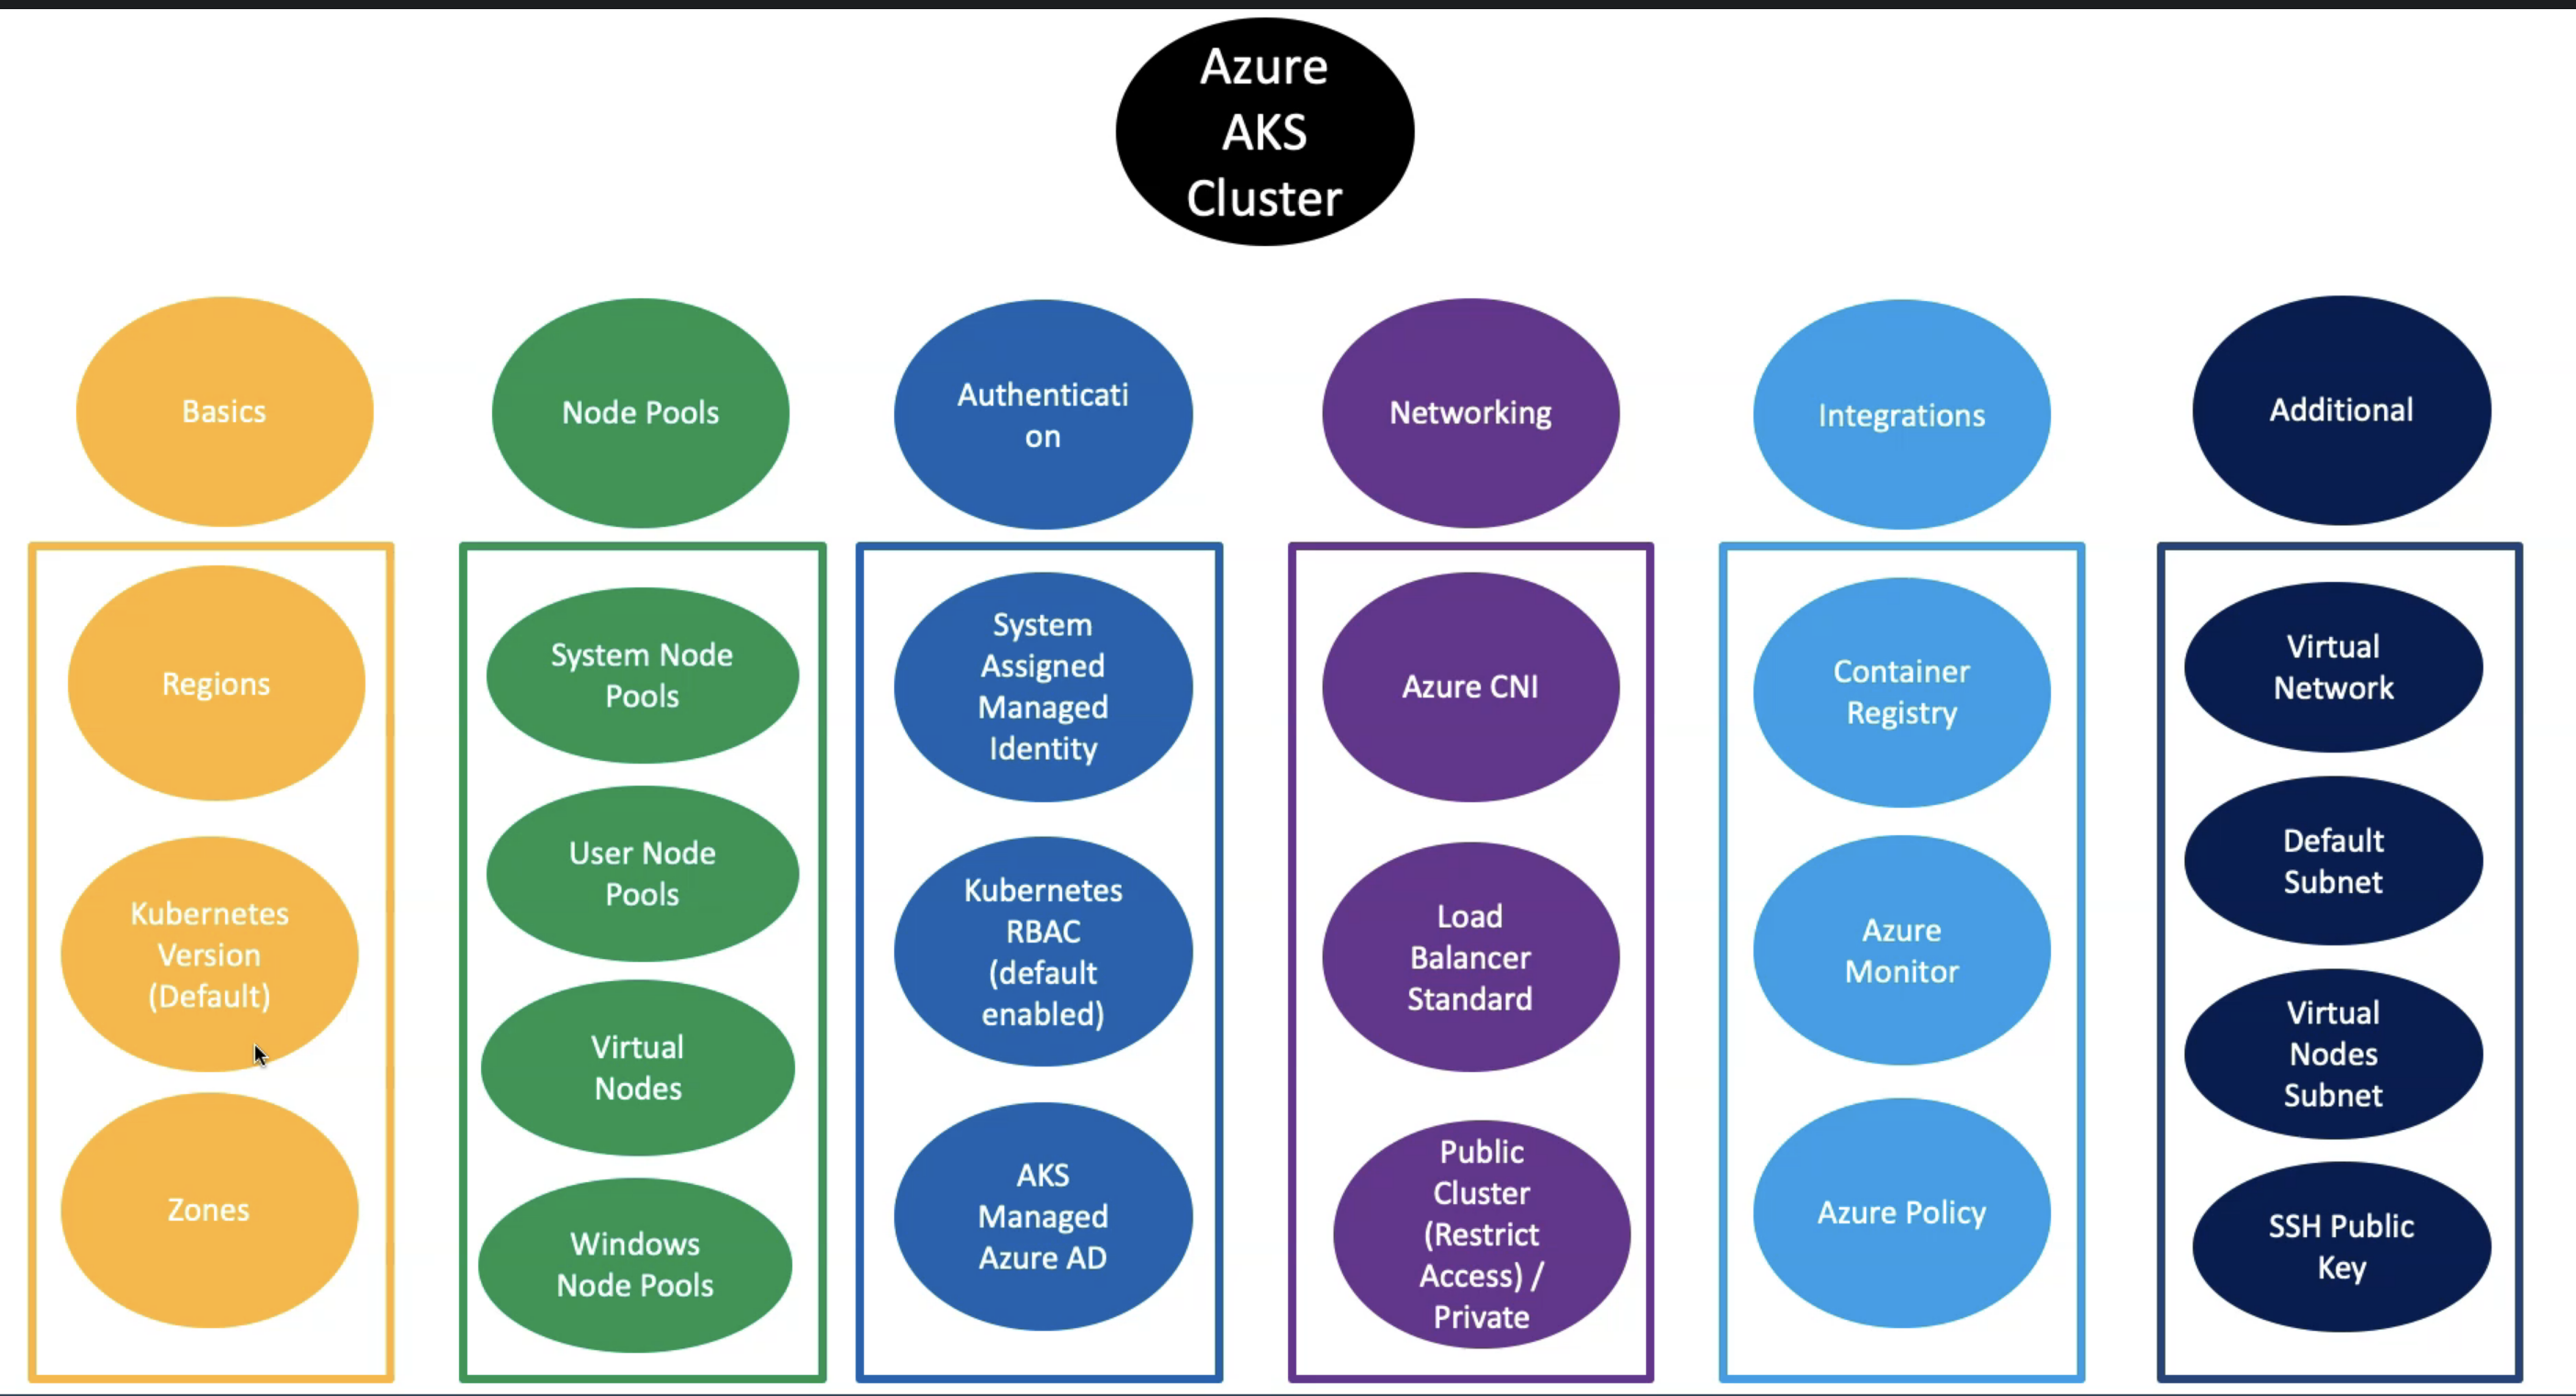 Azure
AKS
Cluster
Basics
Node Pools
Authenticati
on
Networking
Integrations
Additional
Regions
Kubernetes
Version
(Default)
Zones
System Node
Pools
User Node
Pools
Virtual
Nodes
Windows
Node Pools
System
Assigned
Managed
Identity
Kubernetes
RBAC
(default
enabled)
AKS
Managed
Azure AD
Azure CNI
Load
Balancer
Standard
Public
Cluster
(Restrict
Access) /
Private
Container
Registry
Azure
Monitor
Azure Policy
Virtual
Network
Default
Subnet
Virtual
Nodes
Subnet
SSH Public
Key